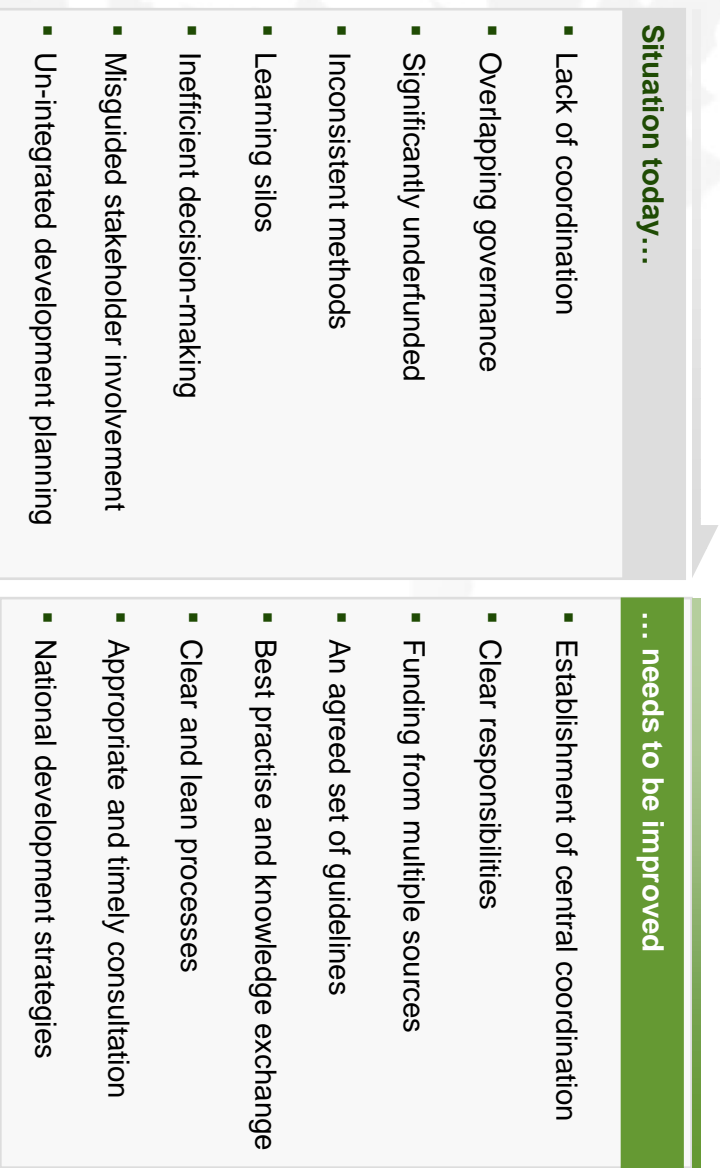 Situation today…
▪ Lack of coordination
▪ Overlapping governance
▪ Significantly underfunded
▪ Inconsistent methods
▪ Learning silos
▪ Inefficient decision-making
▪ Misguided stakeholder involvement
▪ Un-integrated development planning
… needs to be improved
▪ Establishment of central coordination
▪ Clear responsibilities
▪ Funding from multiple sources
▪ An agreed set of guidelines
▪ Best practise and knowledge exchange
▪ Clear and lean processes
▪ Appropriate and timely consultation
▪ National development strategies